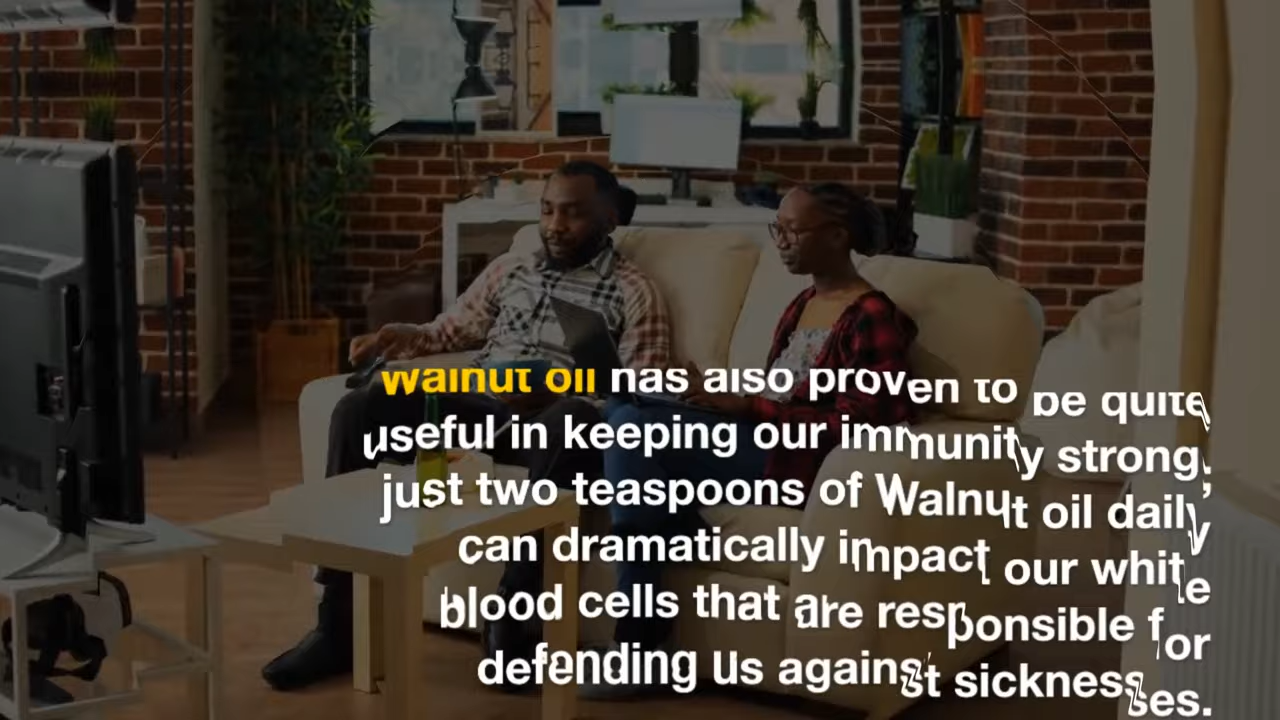 walnut oil has also proven to be quite
useful in keeping our immunity strong,
just two teaspoons of Walnut oil daily
can dramatically impact our white
blood cells that are responsible for
defending Us against sicknesses.